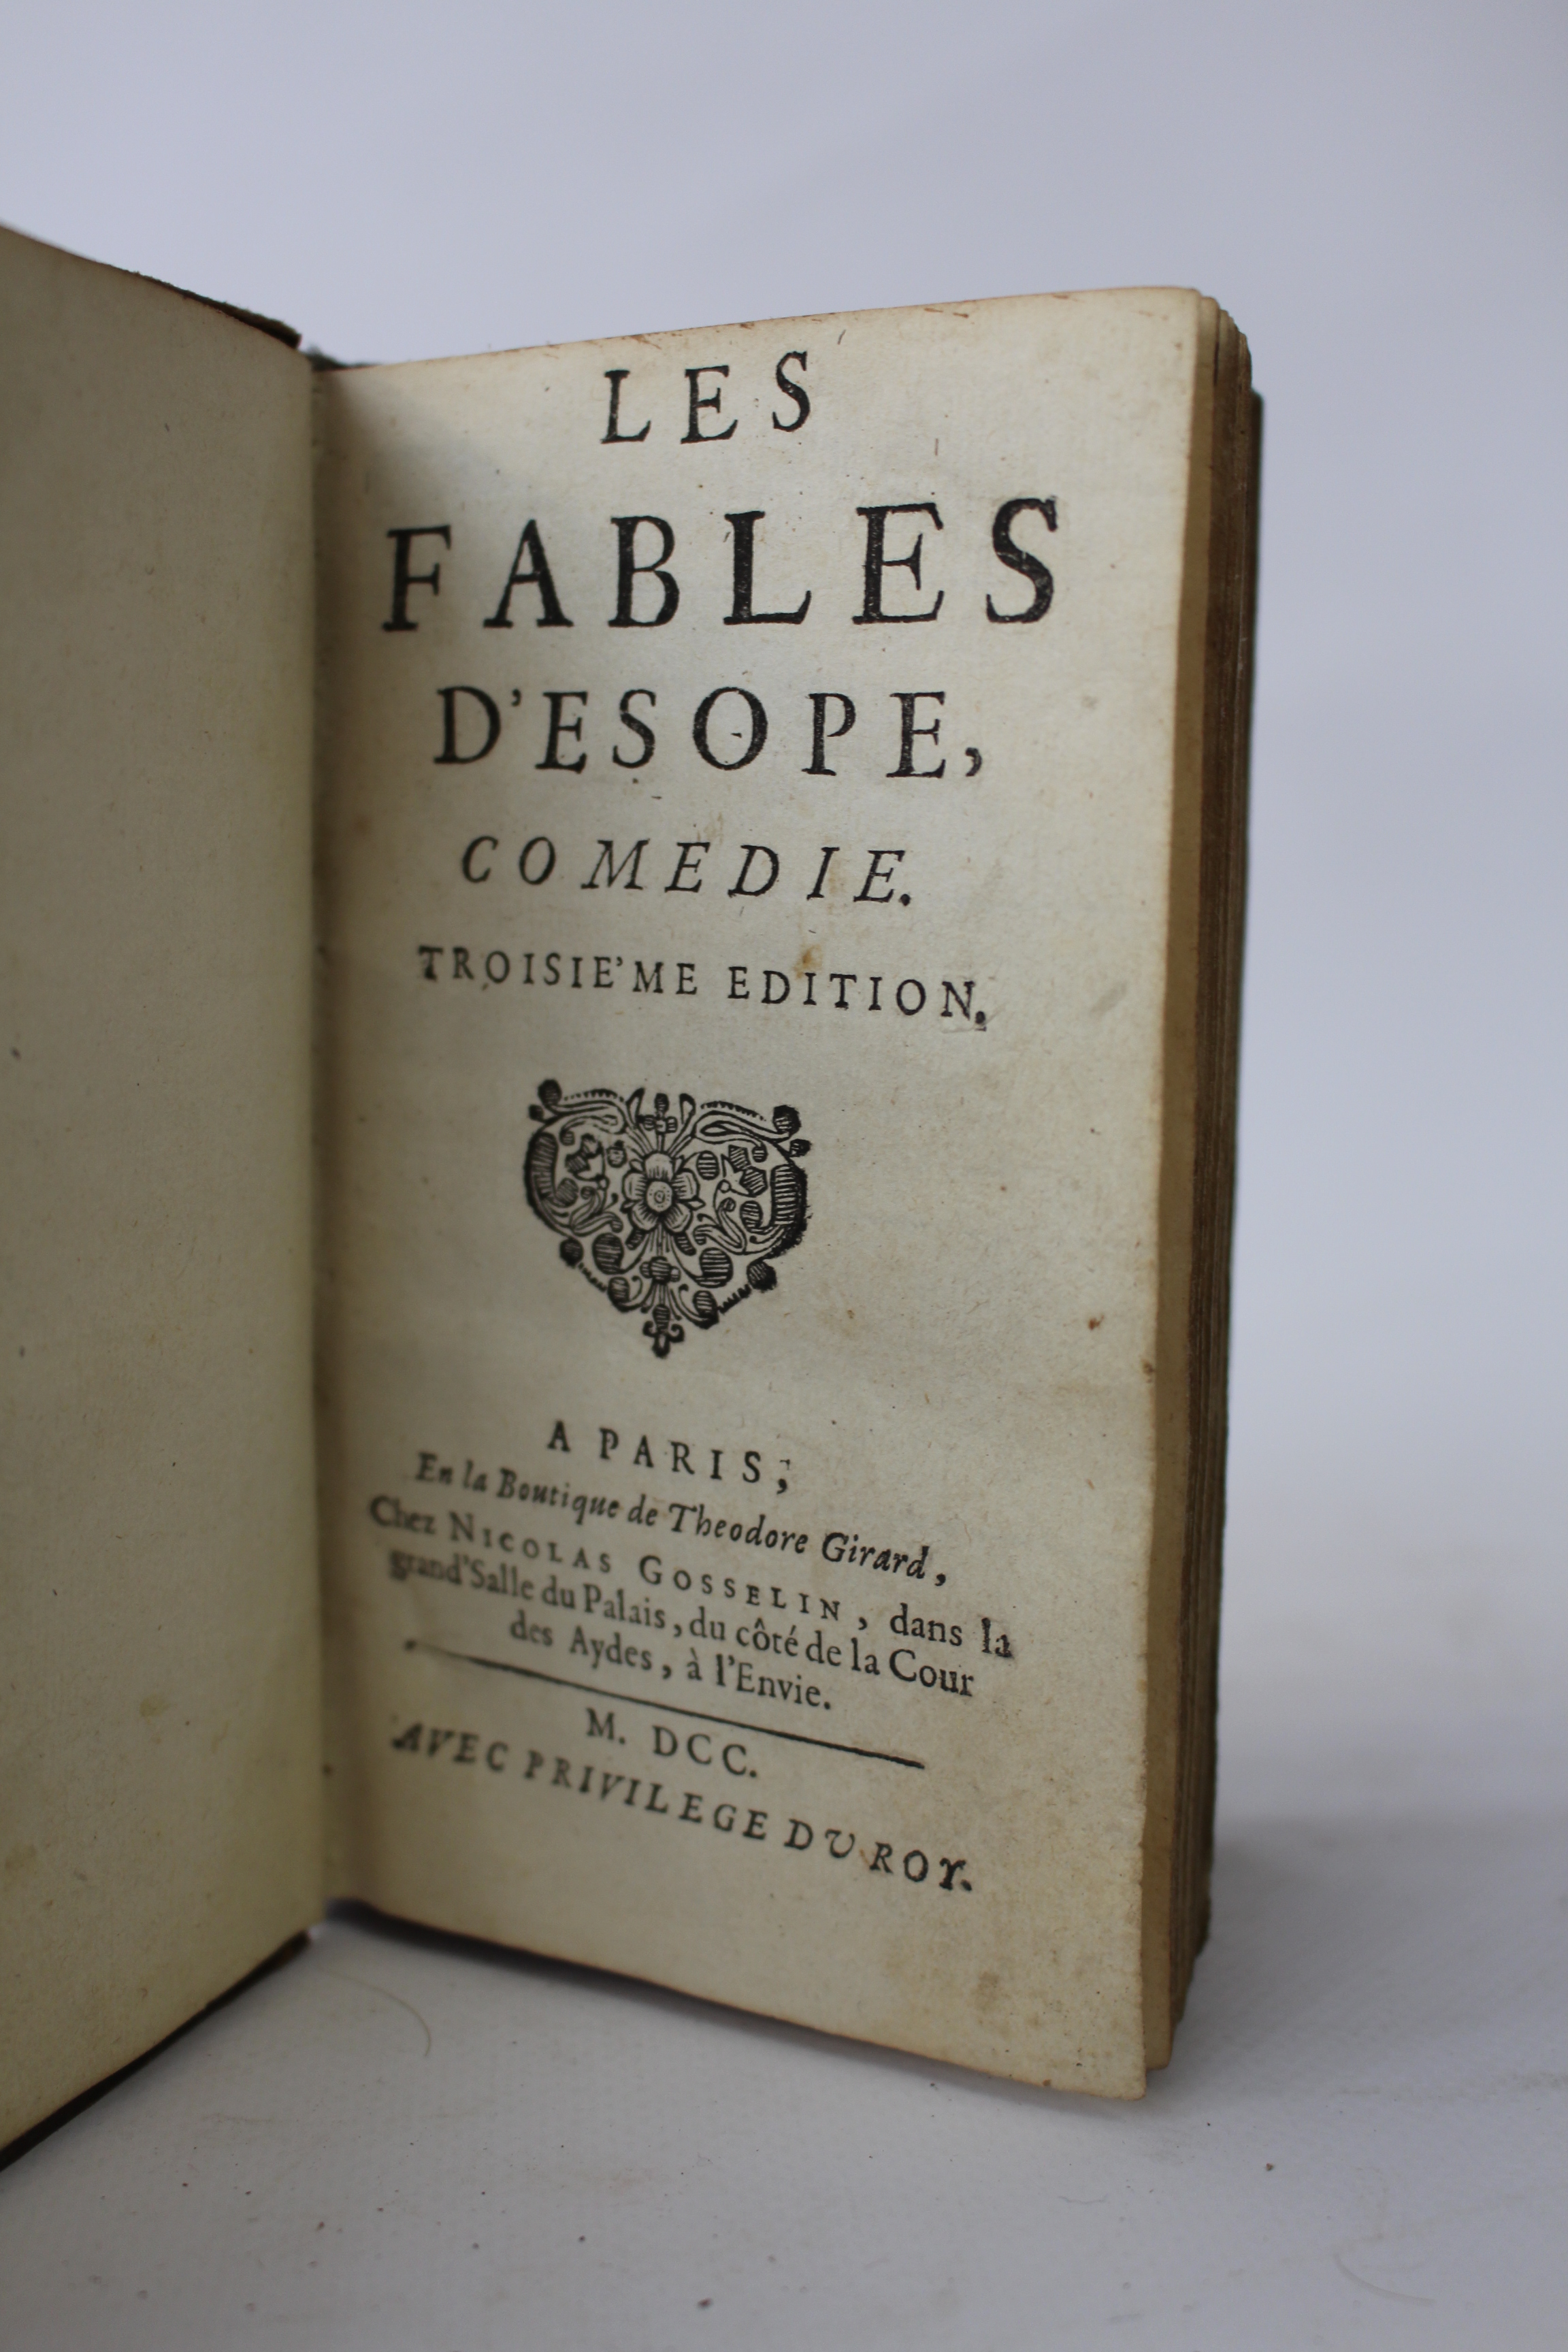 LES
FABLES
D'ESOPE,
COMEDIE.
TROISIE'ME EDITION.
A PARIS;
En la Boutique de Theodore Girard,
Chez NICOLAS GOSSELIN, dans la
grand'Salle du Palais, du côté de la Cour
des Aydes, à l'Envie.
M. DCC.
AVEC PRIVILEGE DU ROY.